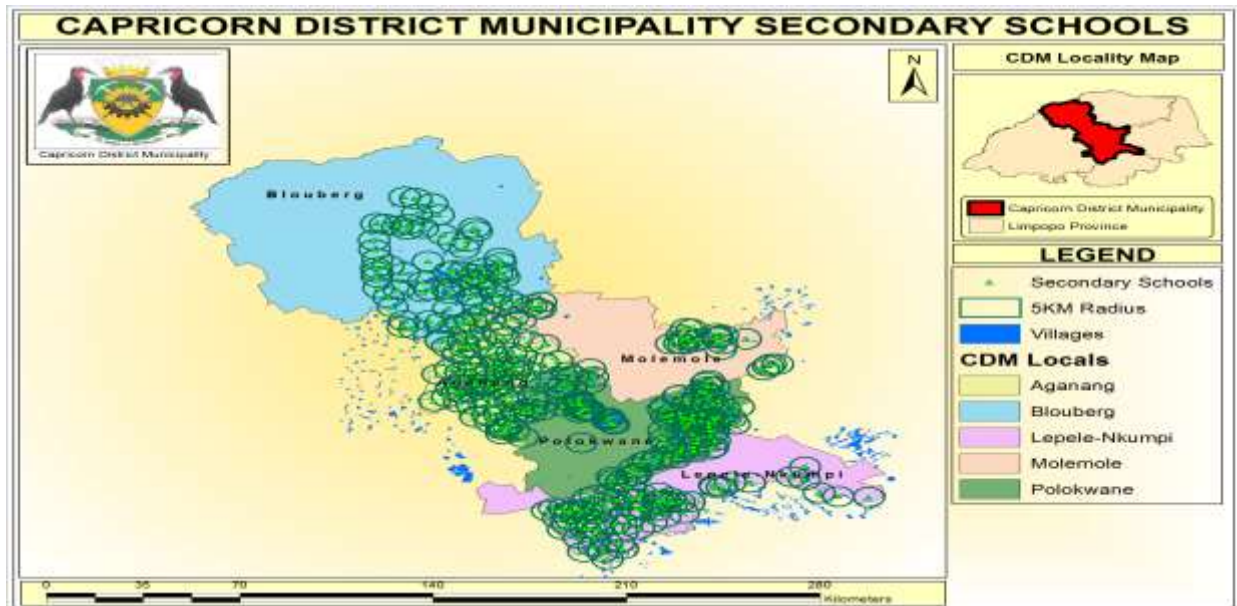 CAPRICORN DISTRICT MUNICIPALITY SECONDARY SCHOOLS
Capricorn District Municipality
N
CDM Locality Map
Capricorn District Municipality
Limpopo Province
LEGEND
Secondary Schools
5KM Radius
Villages
CDM Locals
Aganang
Blouberg
Lepele-Nkumpi
Molemole
Polokwane
Blouberg
Molemole
Aganang
Polokwane
Lepele-Nkumpi
0 35 70 140 210 280
Kilometers